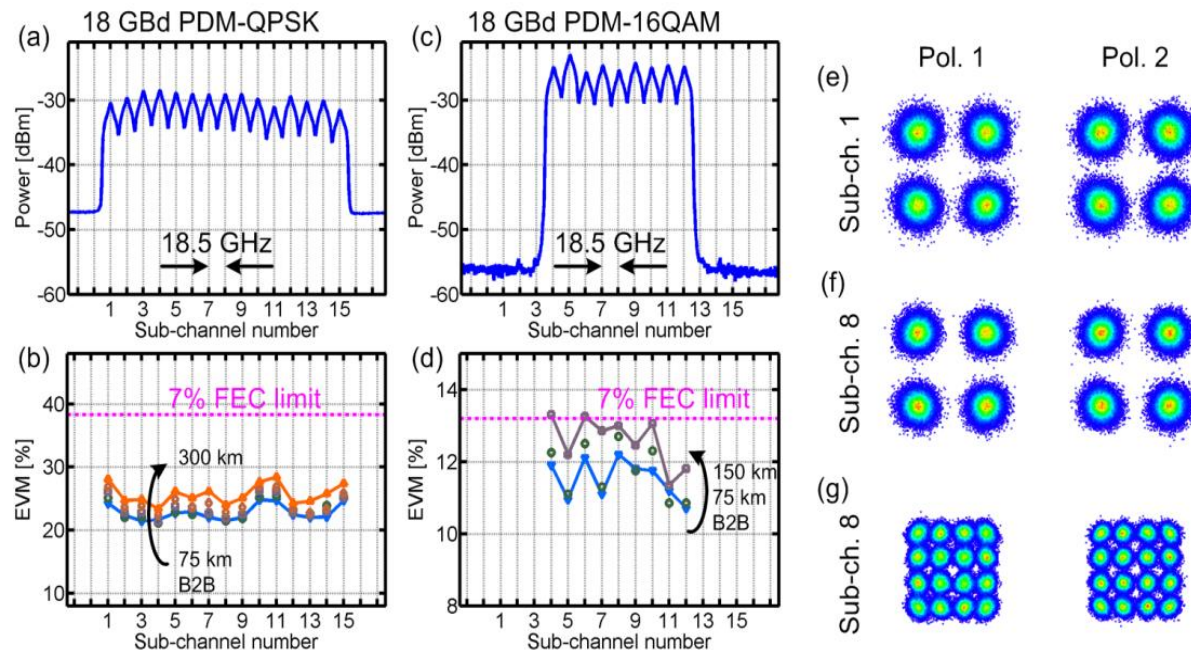 18 GBd PDM-QPSK
(a)
Power [dBm]
-30
-40
-50
-60
18.5 GHz
1 3 5 7 9 11 13 15
Sub-channel number
(b)
EVM [%]
40
30
20
10
7% FEC limit
300 km
75 km
B2B
1 3 5 7 9 11 13 15
Sub-channel number
18 GBd PDM-16QAM
(c)
Power [dBm]
-30
-40
-50
-60
18.5 GHz
1 3 5 7 9 11 13 15
Sub-channel number
(d)
EVM [%]
14
12
10
8
7% FEC limit
150 km
75 km
B2B
1 3 5 7 9 11 13 15
Sub-channel number
Pol. 1 Pol. 2
(e)
Sub-ch. 1
(f)
Sub-ch. 8
(g)
Sub-ch. 8